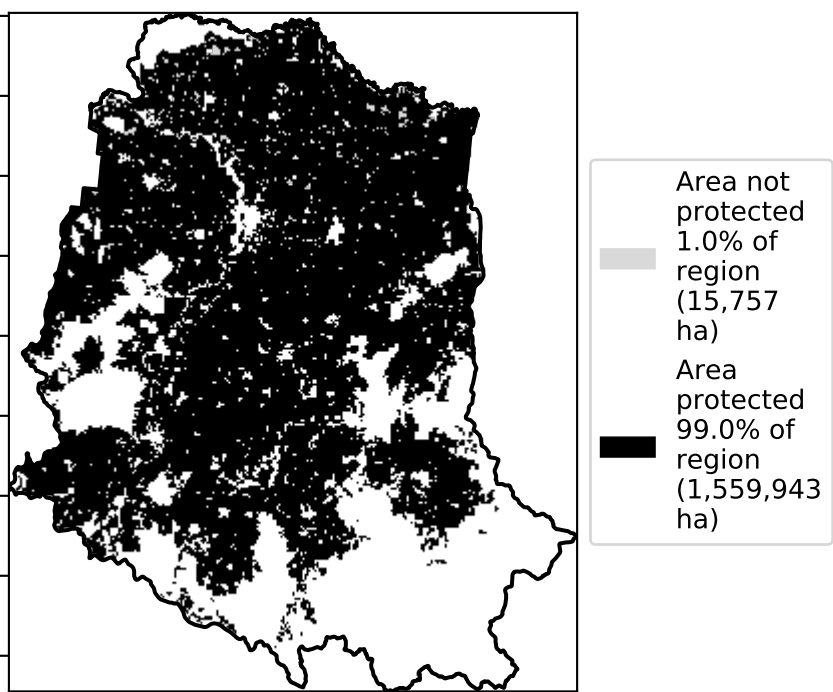 Area not
protected
1.0% of
region
(15,757
ha)
Area
protected
99.0% of
region
(1,559,943
ha)